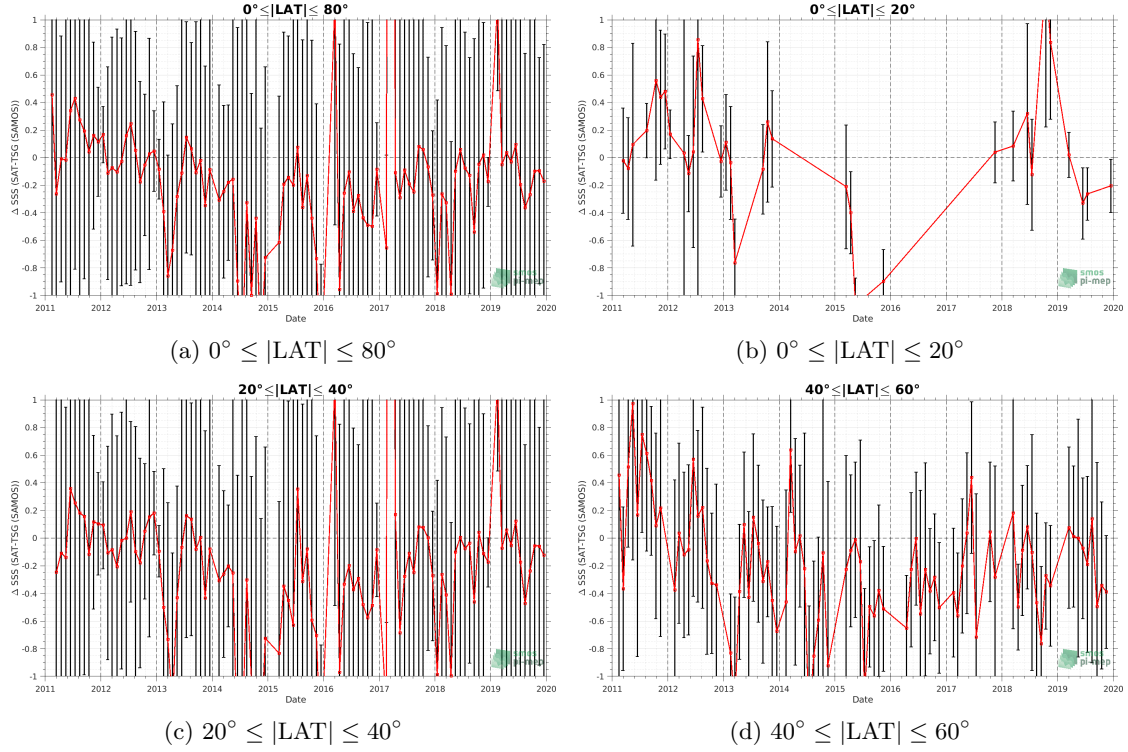 0°≤|LAT|≤ 80°
Δ SSS (SAT-TSG (SAMOS))
1
0.8
0.6
0.4
0.2
0
-0.2
-0.4
-0.6
-0.8
-1
2011 2012 2013 2014 2015 2016 2017 2018 2019 2020
Date
smos
pi-mep
(a) 0° ≤ |LAT| ≤ 80°
0°≤|LAT|≤ 20°
Δ SSS (SAT-TSG (SAMOS))
1
0.8
0.6
0.4
0.2
0
-0.2
-0.4
-0.6
-0.8
-1
2011 2012 2013 2014 2015 2016 2017 2018 2019 2020
Date
smos
pi-mep
(b) 0° ≤ |LAT| ≤ 20°
20°≤|LAT|≤ 40°
Δ SSS (SAT-TSG (SAMOS))
1
0.8
0.6
0.4
0.2
0
-0.2
-0.4
-0.6
-0.8
-1
2011 2012 2013 2014 2015 2016 2017 2018 2019 2020
Date
smos
pi-mep
(c) 20° ≤ |LAT| ≤ 40°
40°≤|LAT|≤ 60°
Δ SSS (SAT-TSG (SAMOS))
1
0.8
0.6
0.4
0.2
0
-0.2
-0.4
-0.6
-0.8
-1
2011 2012 2013 2014 2015 2016 2017 2018 2019 2020
Date
smos
pi-mep
(d) 40° ≤ |LAT| ≤ 60°